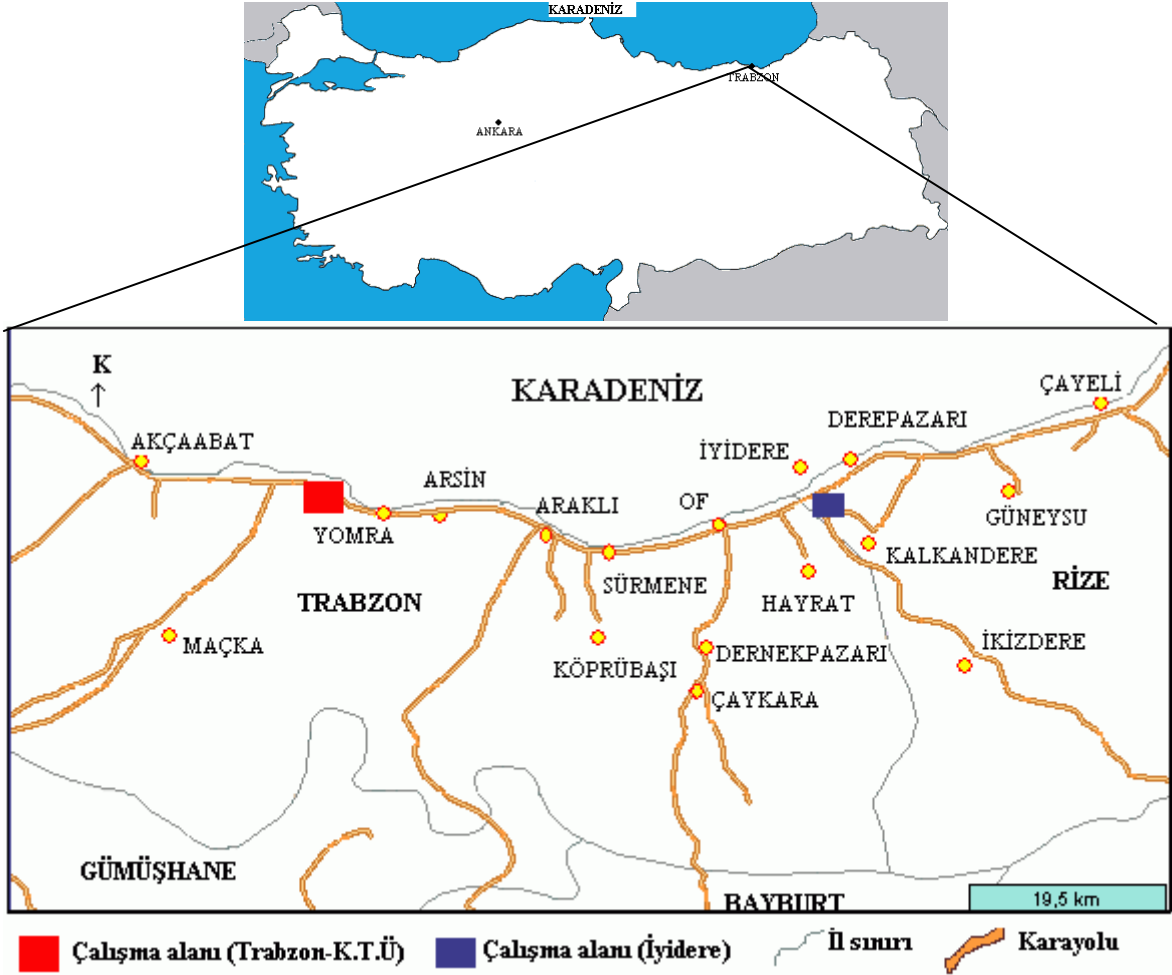 KARADENİZ
TRABZON
ANKARA
K
KARADENİZ
ÇAYELİ
DEREPAZARI
AKÇAABAT
İYİDERE
ARSİN
ARAKLI
OF
GÜNEYSU
YOMRA
KALKANDERE
SÜRMENE
RİZE
TRABZON
HAYRAT
MAÇKA
İKİZDERE
DERNEKPAZARI
KÖPRÜBAŞI
ÇAYKARA
GÜMÜŞHANE
BAYBURT
19,5 km
Çalışma alanı (Trabzon-K.T.Ü)
Çalışma alanı (İyidere)
İl sınırı
Karayolu